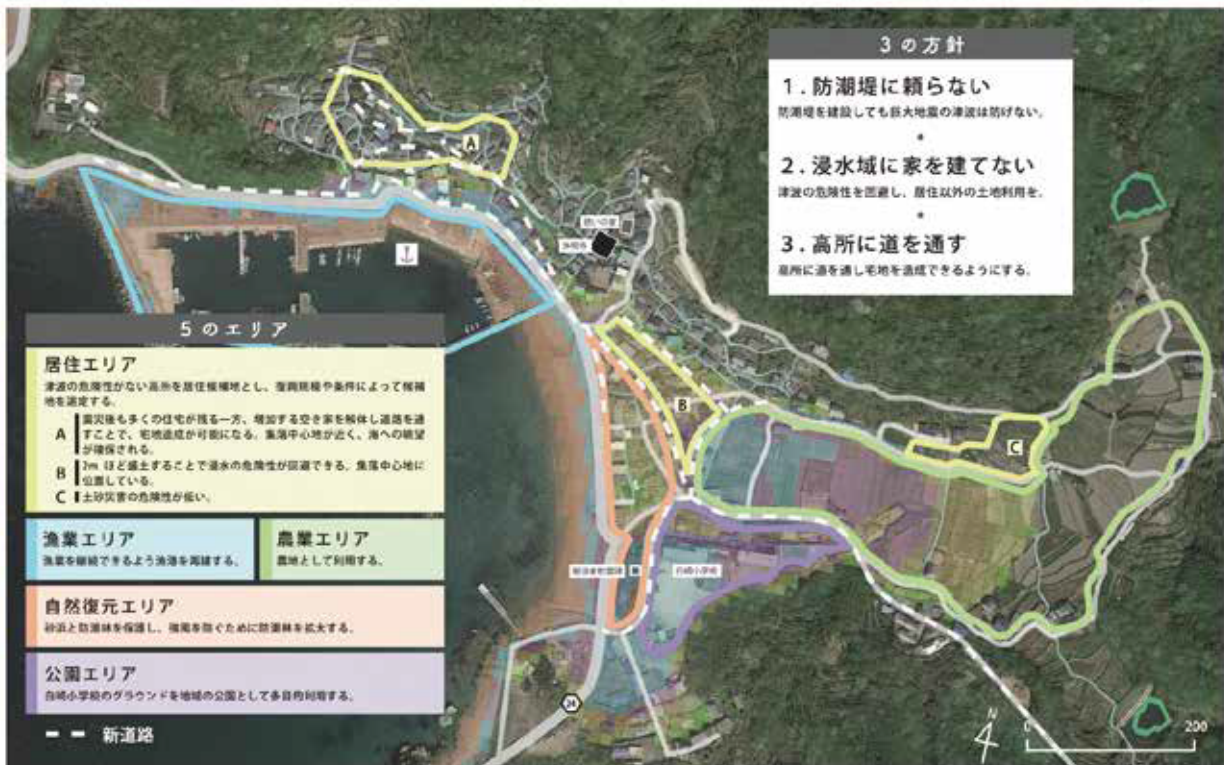 3の方針
1. 防潮堤に頼らない
防潮堤を建設しても巨大地震の津波は防げない。
2. 浸水域に家を建てない
津波の危険性を回避し、居住以外の土地利用を。
3. 高所に道を通す
高所に道を通し宅地を造成できるようにする。
A
B
C
白崎小学校
24
N
0
200
5のエリア
居住エリア
津波の危険性がない高所を居住候補地とし、復興規模や条件によって候補
地を選定する。
A
震災後も多くの住宅が残る一方、増加する空き家を解体し道路を通
すことで、宅地造成が可能になる。集落中心地が近く、海への眺望
が確保される。
B
2m ほど盛土することで浸水の危険性が回避できる。集落中心地に
位置している。
C
土砂災害の危険性が低い。
漁業エリア
漁業を継続できるよう漁港を再建する。
農業エリア
農地として利用する。
自然復元エリア
砂浜と防潮林を保護し、強風を防ぐために防潮林を拡大する。
公園エリア
白崎小学校のグラウンドを地域の公園として多目的利用する。
新道路